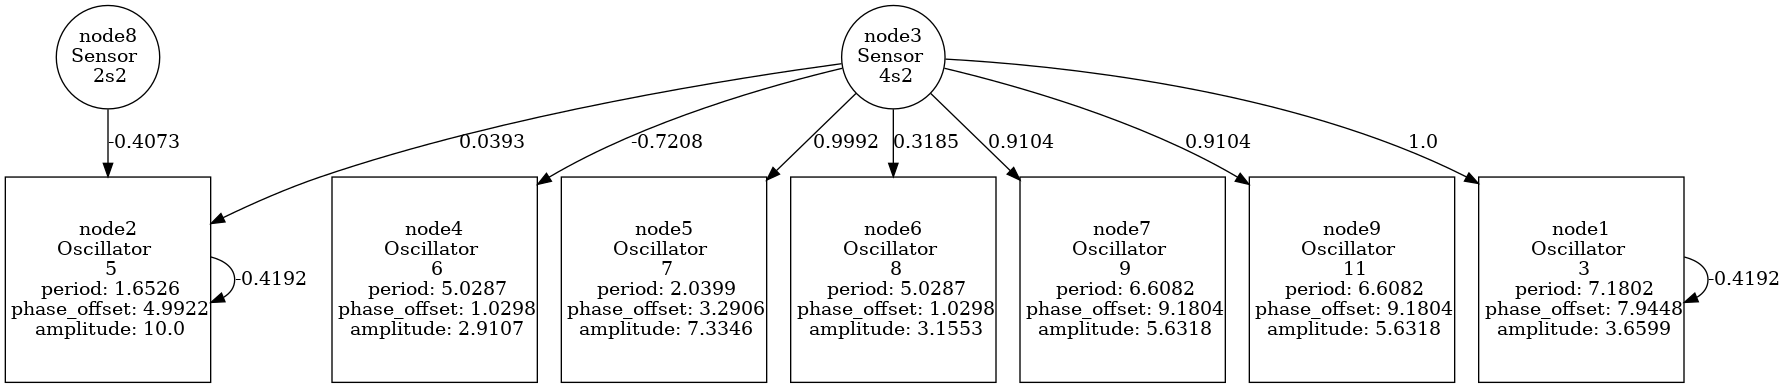 node8
Sensor
2s2
node3
Sensor
4s2
-0.4073
0.0393
-0.7208
0.9992
0.3185
0.9104
0.9104
1.0
node2
Oscillator
5
period: 1.6526
phase_offset: 4.9922
amplitude: 10.0
-0.4192
node4
Oscillator
6
period: 5.0287
phase_offset: 1.0298
amplitude: 2.9107
node5
Oscillator
7
period: 2.0399
phase_offset: 3.2906
amplitude: 7.3346
node6
Oscillator
8
period: 5.0287
phase_offset: 1.0298
amplitude: 3.1553
node7
Oscillator
9
period: 6.6082
phase_offset: 9.1804
amplitude: 5.6318
node9
Oscillator
11
period: 6.6082
phase_offset: 9.1804
amplitude: 5.6318
node1
Oscillator
3
period: 7.1802
phase_offset: 7.9448
amplitude: 3.6599
-0.4192